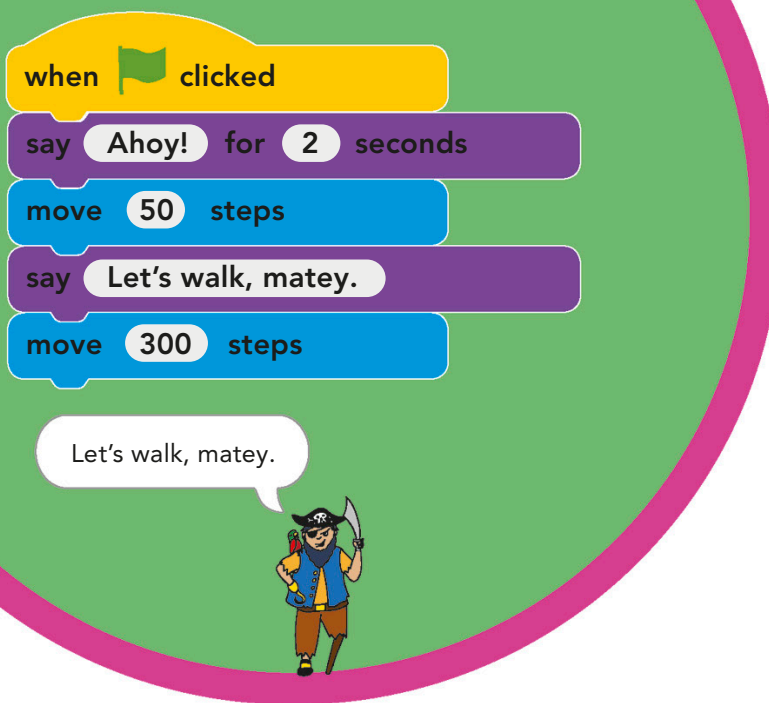 when clicked
say Ahoy! for 2 seconds
move 50 steps
say Let's walk, matey.
move 300 steps
Let's walk, matey.